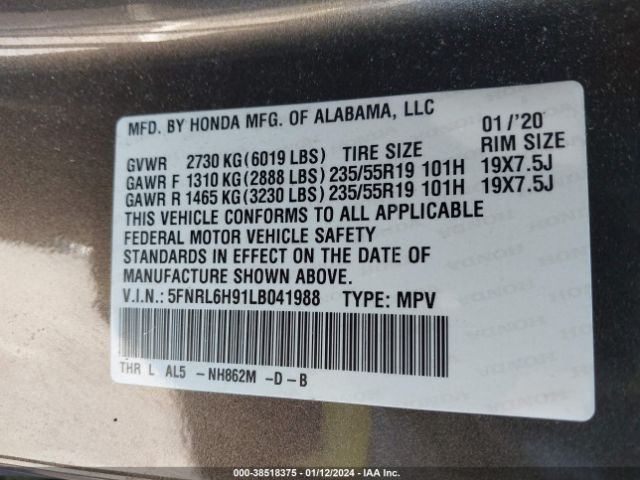 MFD. BY HONDA MFG. OF ALABAMA, LLC 01/'20
GVWR 2730 KG(6019 LBS) TIRE SIZE RIM SIZE
GAWR F 1310 KG(2888 LBS)235/55R19 101H 19X7.5J
GAWR R 1465 KG(3230 LBS)235/55R19 101H 19X7.5J
THIS VEHICLE CONFORMS TO ALL APPLICABLE
FEDERAL MOTOR VEHICLE SAFETY
STANDARDS IN EFFECT ON THE DATE OF
MANUFACTURE SHOWN ABOVE.
V.I.N.:5FNRL6H91LB041988 TYPE: MPV
THR L AL5 -NH862M -D-B
000-38518375 - 01/12/2024 - IAA Inc.